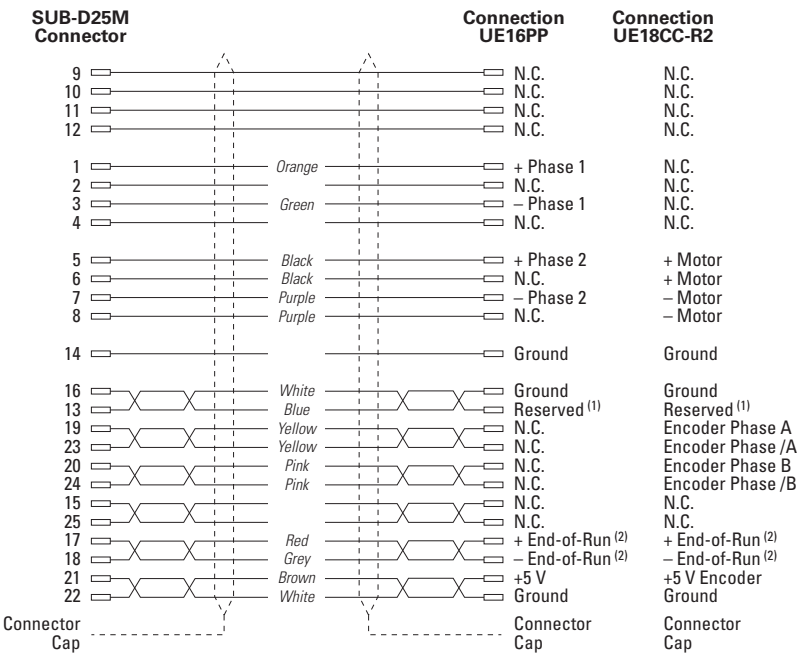 SUB-D25M Connector Connection UE16PP Connection UE18CC-R2
9 N.C. N.C.
10 N.C. N.C.
11 N.C. N.C.
12 N.C. N.C.
1 Orange + Phase 1 N.C.
2 N.C. N.C.
3 Green – Phase 1 N.C.
4 N.C. N.C.
5 Black + Phase 2 + Motor
6 Black N.C. + Motor
7 Purple – Phase 2 – Motor
8 Purple N.C. – Motor
14 Ground Ground
16 White Ground Ground
13 Blue Reserved (1) Reserved (1)
19 Yellow N.C. Encoder Phase A
23 Yellow N.C. Encoder Phase /A
20 Pink N.C. Encoder Phase B
24 Pink N.C. Encoder Phase /B
15 N.C. N.C.
25 N.C. N.C.
17 Red + End-of-Run (2) + End-of-Run (2)
18 Grey – End-of-Run (2) – End-of-Run (2)
21 Brown +5 V +5 V Encoder
22 White Ground Ground
Connector Connector Connector
Cap Cap Cap